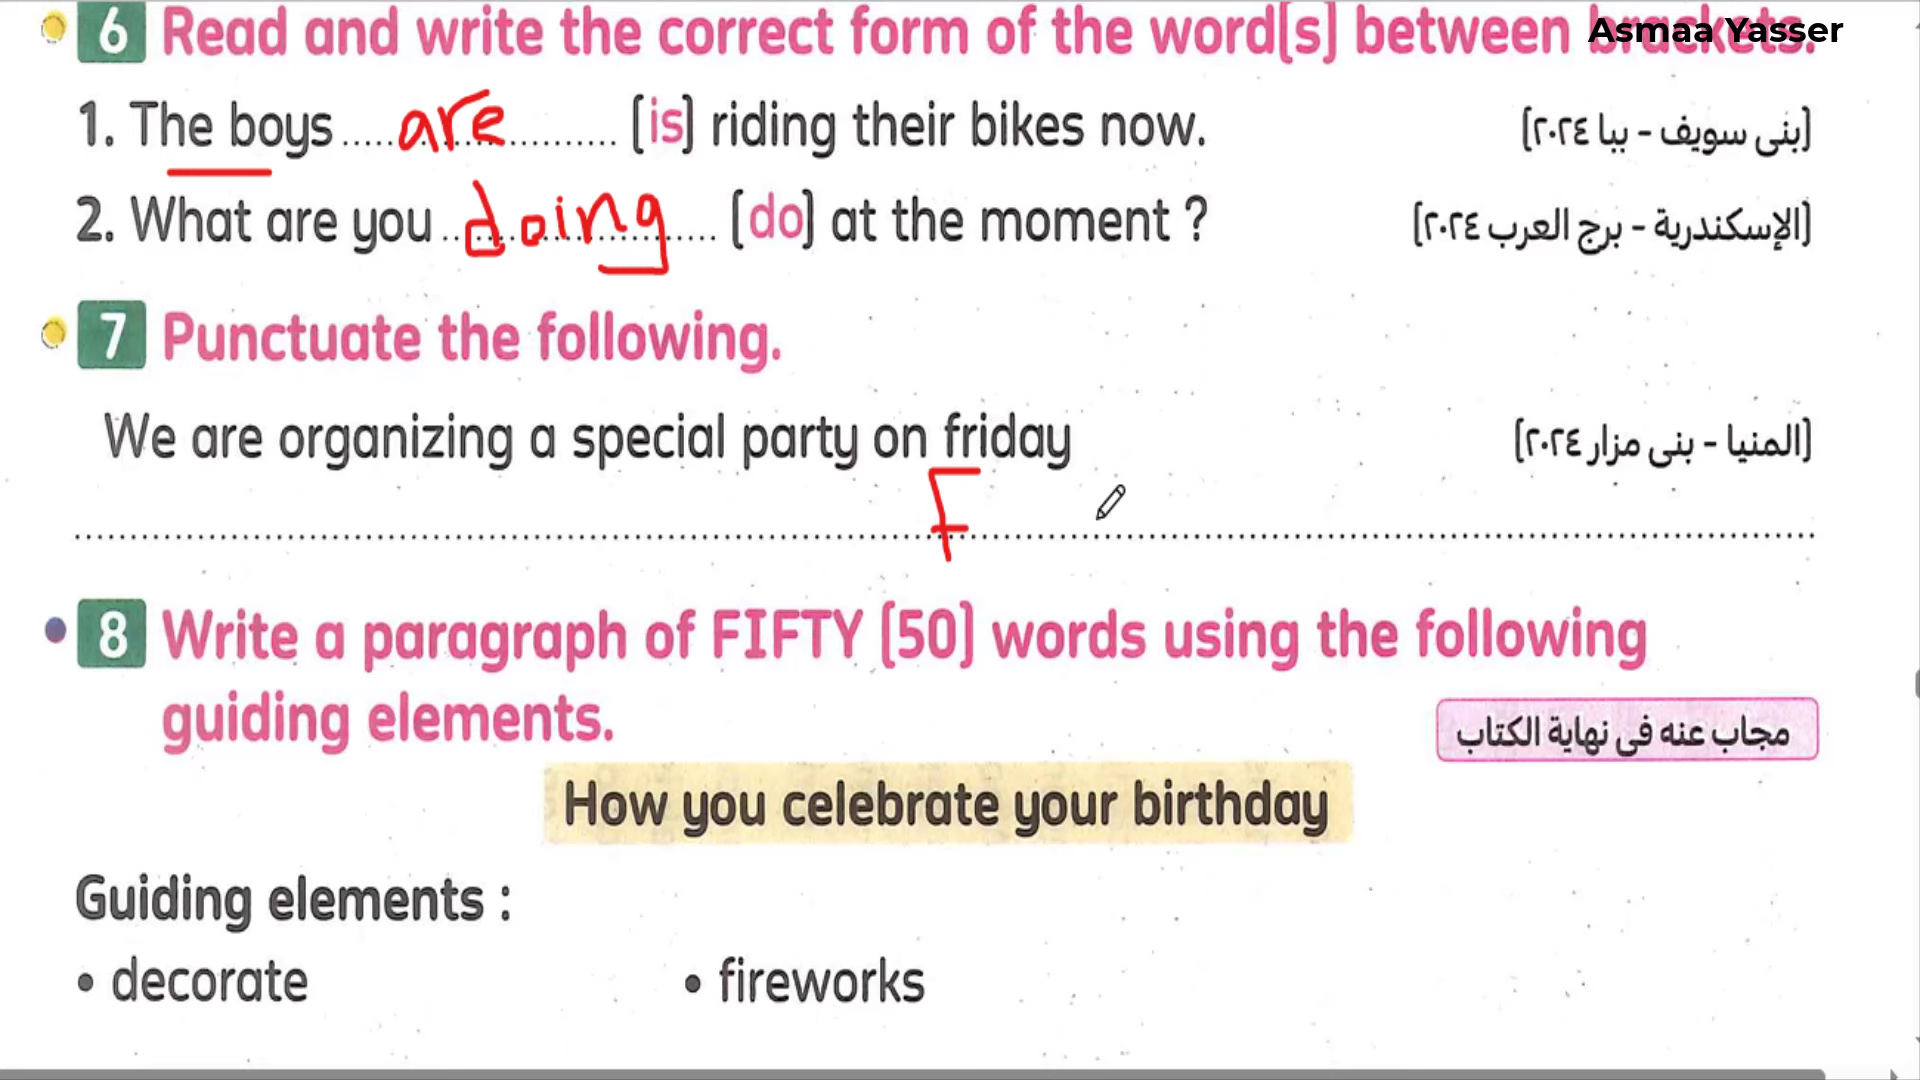 6 Read and write the correct form of the word(s) between brackets.
Asmaa Yasser
1. The boys ..... are ............ (is) riding their bikes now. (بنى سويف - ببا ٢٠٢٤)
2. What are you ... doing ... (do) at the moment ? (الإسكندرية - برج العرب ٢٠٢٤)
7 Punctuate the following.
We are organizing a special party on friday (المنيا - بنى مزار ٢٠٢٤)
F
8 Write a paragraph of FIFTY (50) words using the following
guiding elements.
مجاب عنه فى نهاية الكتاب
How you celebrate your birthday
Guiding elements :
• decorate • fireworks